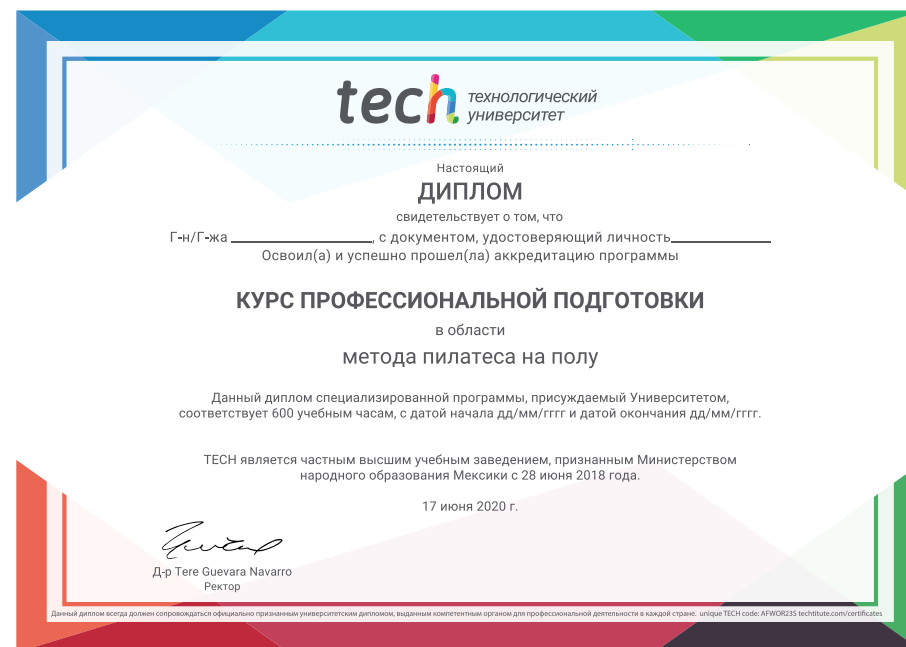 tech технологический
университет
Настоящий
ДИПЛОМ
свидетельствует о том, что
Г-н/Г-жа ____________________, с документом, удостоверяющий личность______________
Освоил(а) и успешно прошел(ла) аккредитацию программы
КУРС ПРОФЕССИОНАЛЬНОЙ ПОДГОТОВКИ
в области
метода пилатеса на полу
Данный диплом специализированной программы, присуждаемый Университетом,
соответствует 600 учебным часам, с датой начала дд/мм/гггг и датой окончания дд/мм/гггг.
TECH является частным высшим учебным заведением, признанным Министерством
народного образования Мексики с 28 июня 2018 года.
17 июня 2020 г.
Д-р Tere Guevara Navarro
Ректор
Данный диплом всегда должен сопровождаться официально признанным университетским дипломом, выданным компетентным органом для профессиональной деятельности в каждой стране. unique TECH code: AFWOR23S techtitute.com/certificates